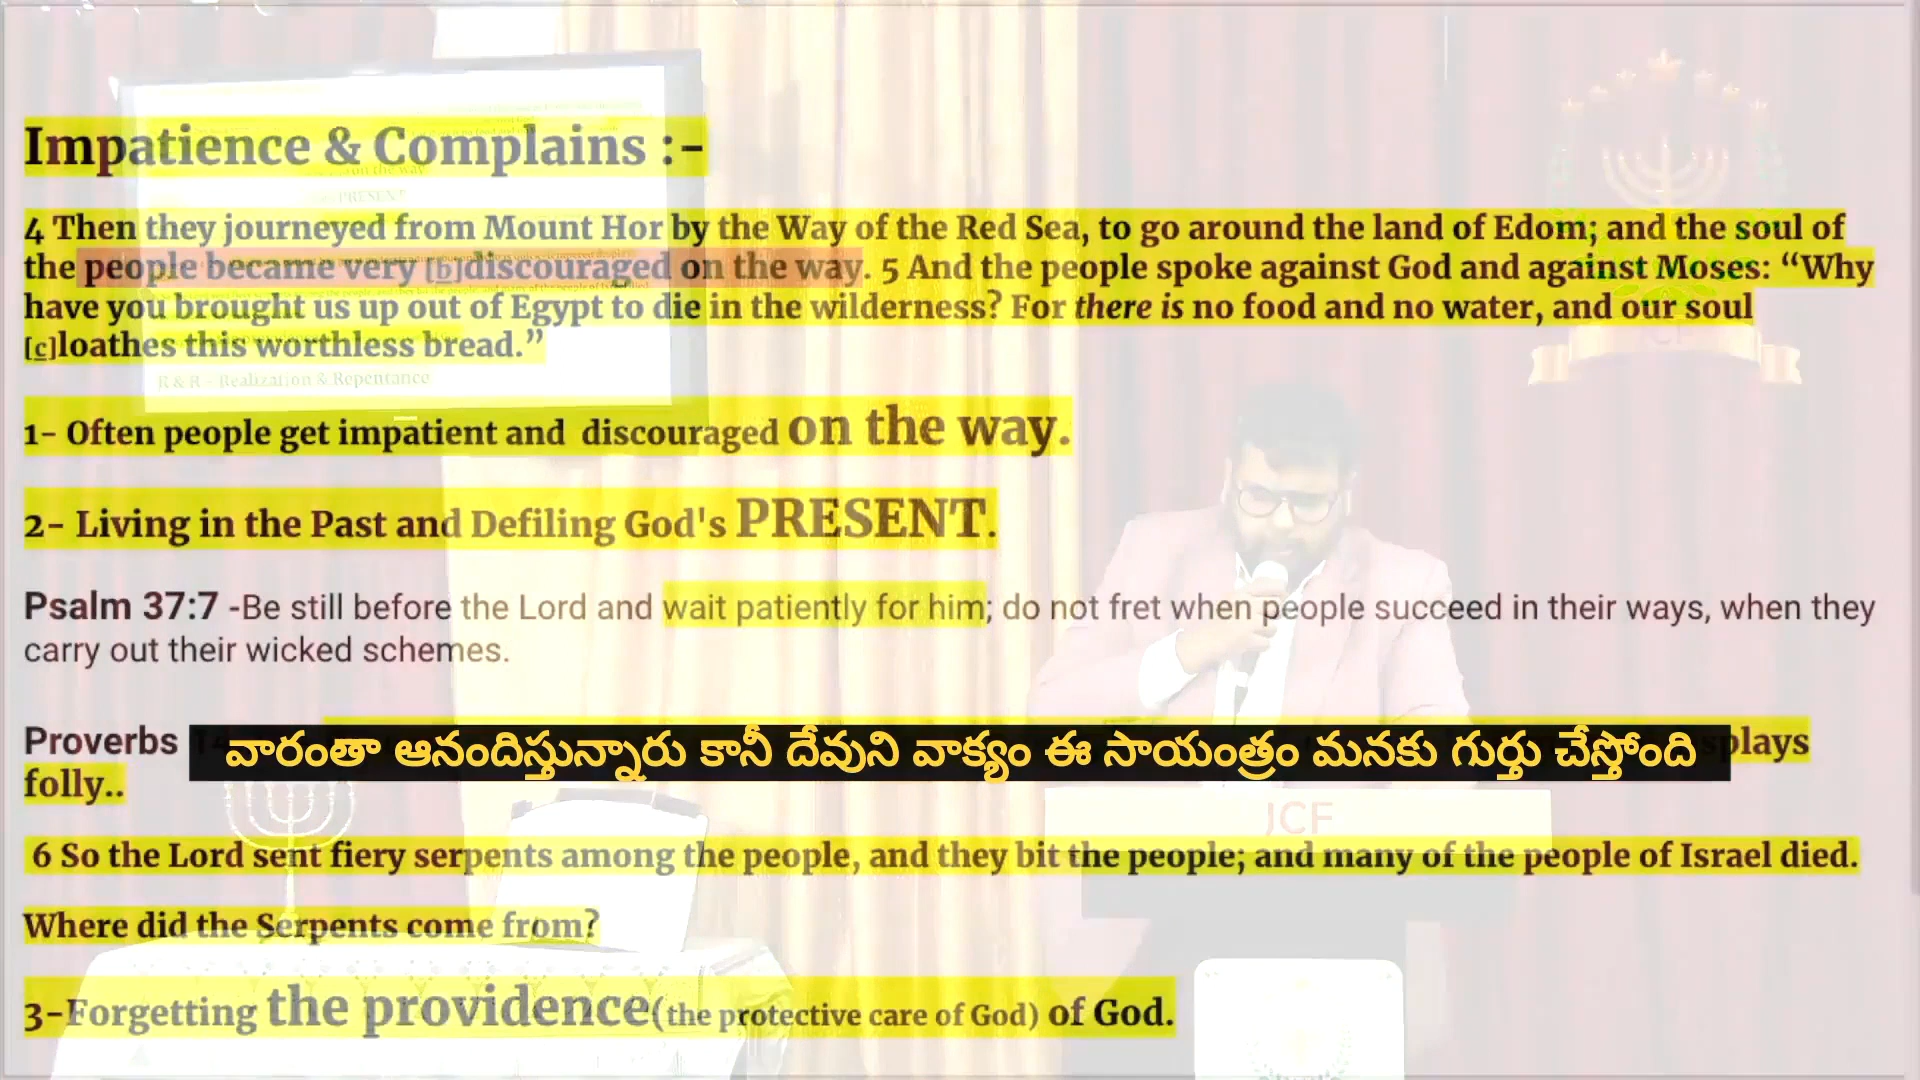 Impatience & Complains :-
4 Then they journeyed from Mount Hor by the Way of the Red Sea, to go around the land of Edom; and the soul of
the people became very [b]discouraged on the way. 5 And the people spoke against God and against Moses: “Why
have you brought us up out of Egypt to die in the wilderness? For there is no food and no water, and our soul
[c]loathes this worthless bread.”
R & R - Realization & Repentance
1- Often people get impatient and discouraged on the way.
2- Living in the Past and Defiling God's PRESENT.
Psalm 37:7 -Be still before the Lord and wait patiently for him; do not fret when people succeed in their ways, when they
carry out their wicked schemes.
Proverbs
వారంతా ఆనందిస్తున్నారు కానీ దేవుని వాక్యం ఈ సాయంత్రం మనకు గుర్తు చేస్తోంది
folly..
JCF
6 So the Lord sent fiery serpents among the people, and they bit the people; and many of the people of Israel died.
Where did the Serpents come from?
3-Forgetting the providence(the protective care of God) of God.